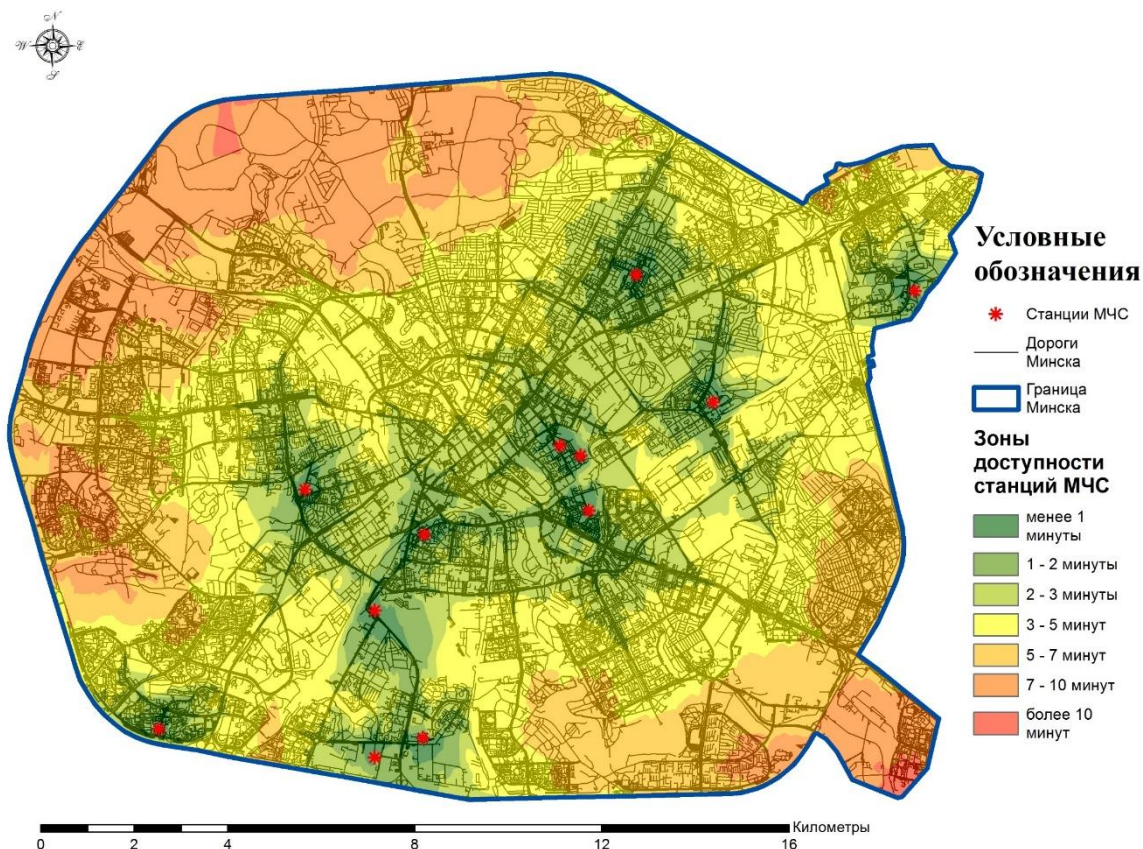 N
W E
S
Условные
обозначения
Станции МЧС
Дороги
Минска
Граница
Минска
Зоны
доступности
станций МЧС
менее 1
минуты
1 - 2 минуты
2 - 3 минуты
3 - 5 минут
5 - 7 минут
7 - 10 минут
более 10
минут
Километры
0 2 4 8 12 16